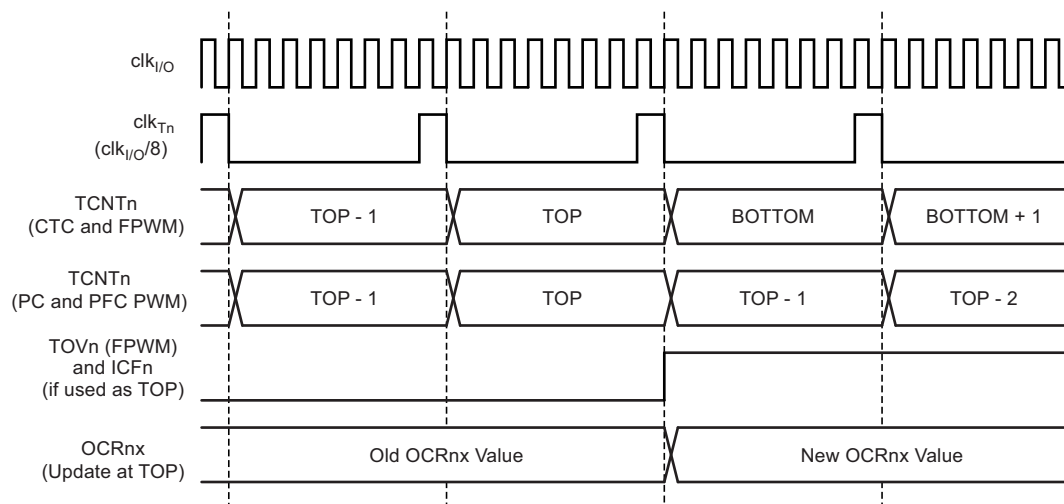 clkI/O
clkTn
(clkI/O/8)
TCNTn
(CTC and FPWM)
TOP - 1
TOP
BOTTOM
BOTTOM + 1
TCNTn
(PC and PFC PWM)
TOP - 1
TOP
TOP - 1
TOP - 2
TOVn (FPWM)
and ICFn
(if used as TOP)
OCRnx
(Update at TOP)
Old OCRnx Value
New OCRnx Value